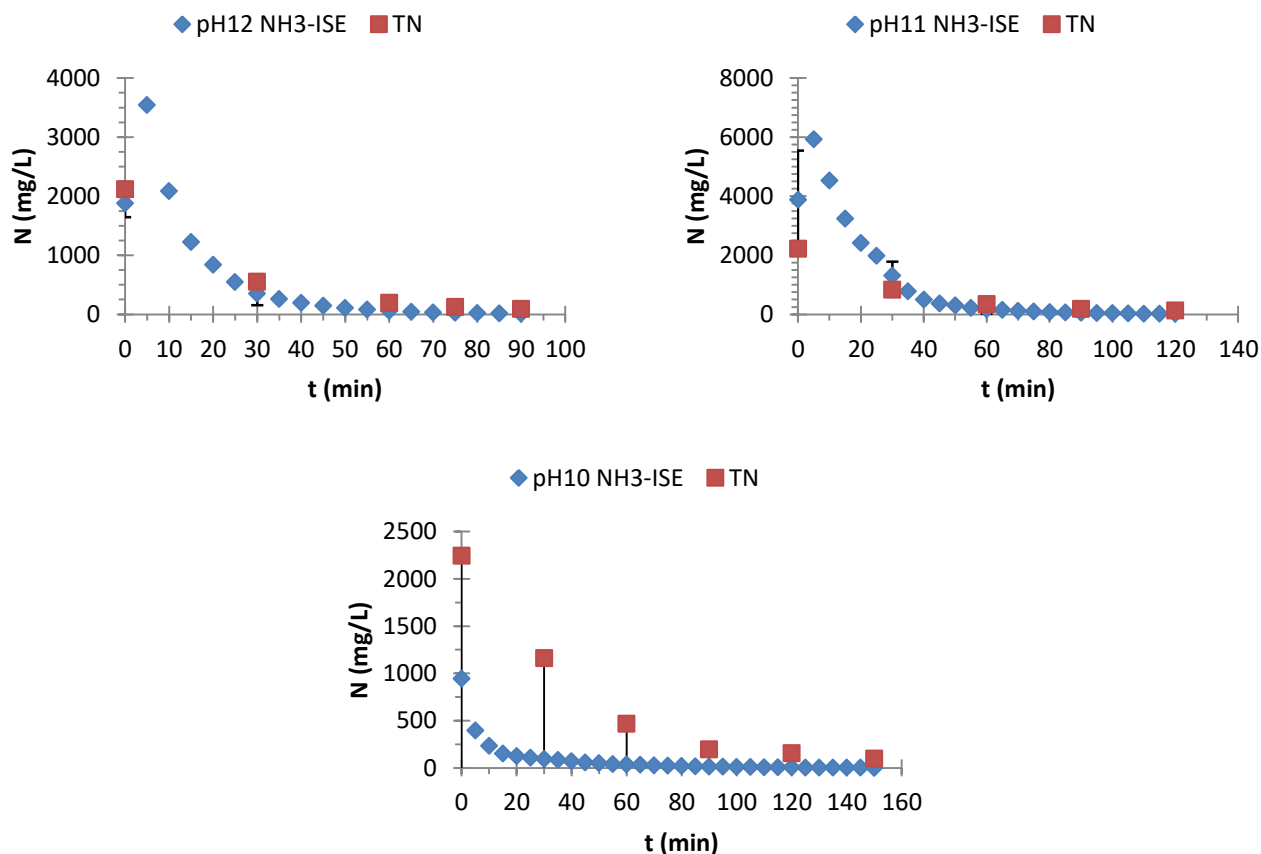 pH12 NH3-ISE TN
4000
3000
2000
1000
0
N (mg/L)
0 10 20 30 40 50 60 70 80 90 100
t (min)
pH11 NH3-ISE TN
8000
6000
4000
2000
0
N (mg/L)
0 20 40 60 80 100 120 140
t (min)
pH10 NH3-ISE TN
2500
2000
1500
1000
500
0
N (mg/L)
0 20 40 60 80 100 120 140 160
t (min)